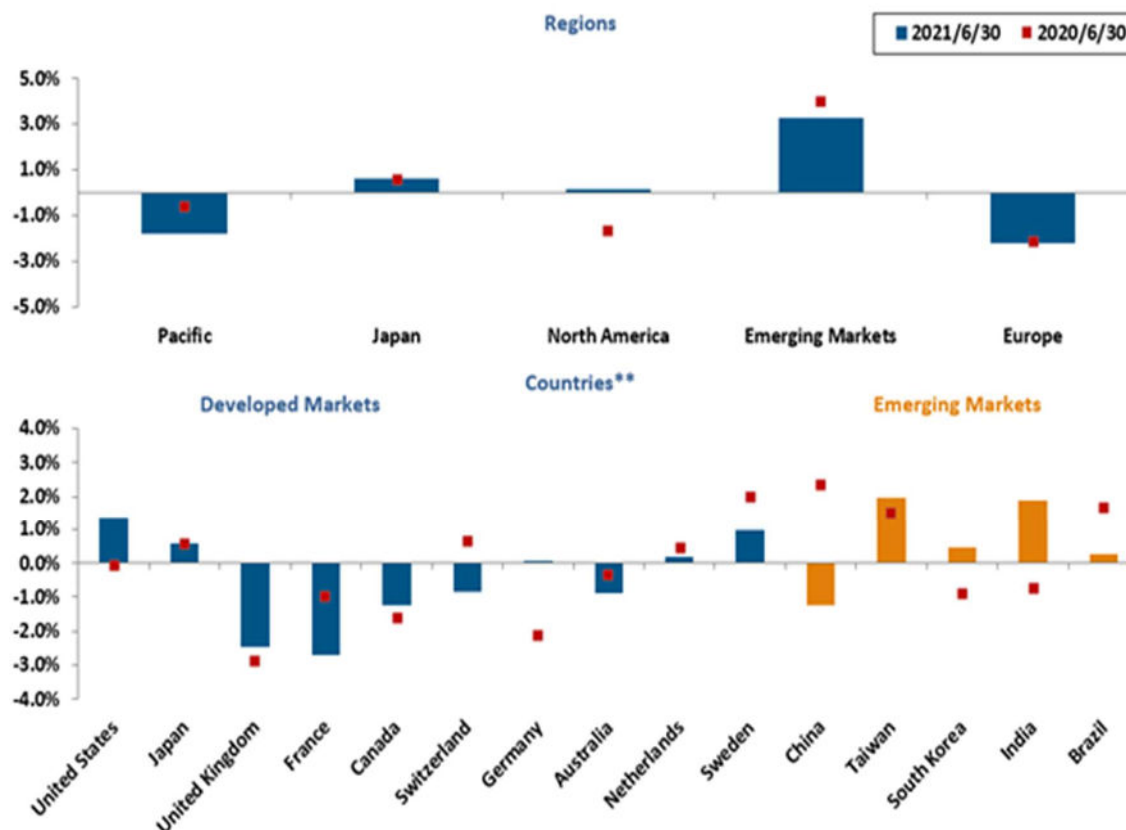 Regions
2021/6/30 2020/6/30
5.0%
3.0%
1.0%
-1.0%
-3.0%
-5.0%
Pacific Japan North America Emerging Markets Europe
Countries**
Developed Markets Emerging Markets
4.0%
3.0%
2.0%
1.0%
0.0%
-1.0%
-2.0%
-3.0%
-4.0%
United States
Japan
United Kingdom
France
Canada
Switzerland
Germany
Australia
Netherlands
Sweden
China
Taiwan
South Korea
India
Brazil